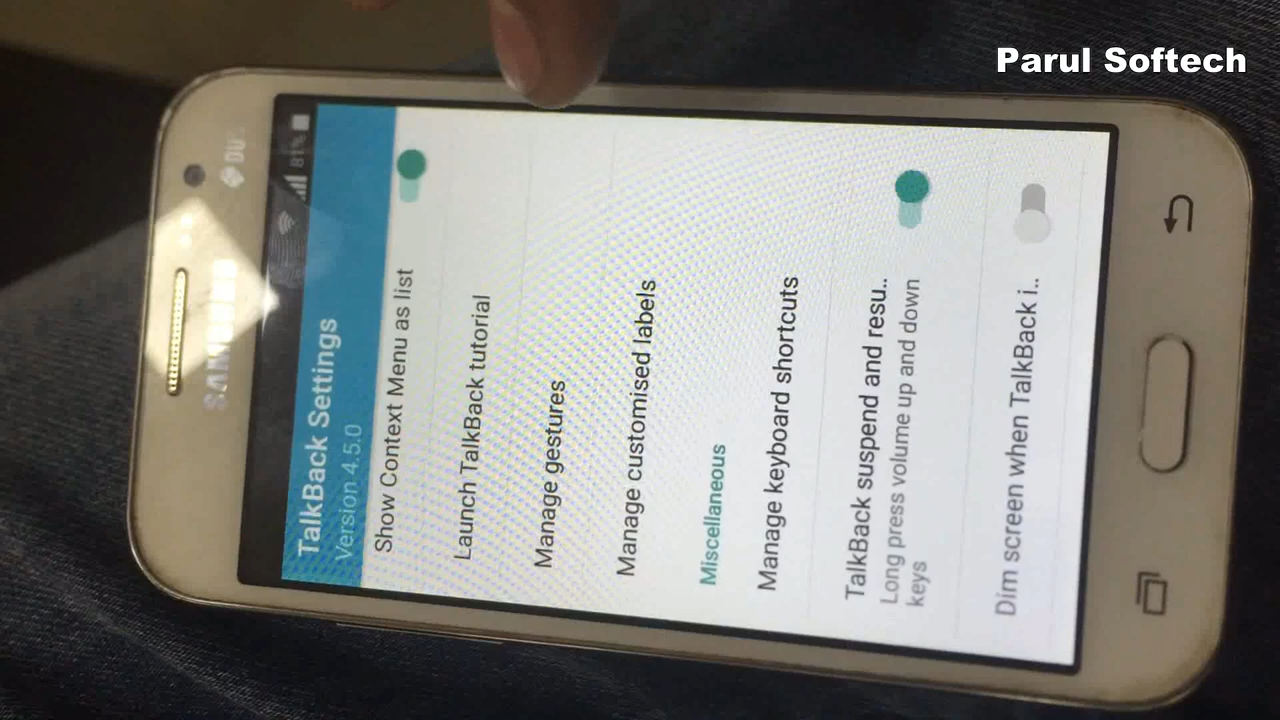 Parul Softech
SAMSUNG
DUOS
81%
TalkBack Settings
Version 4.5.0
Show Context Menu as list
Launch TalkBack tutorial
Manage gestures
Manage customised labels
Miscellaneous
Manage keyboard shortcuts
TalkBack suspend and resu..
Long press volume up and down
keys
Dim screen when TalkBack i..